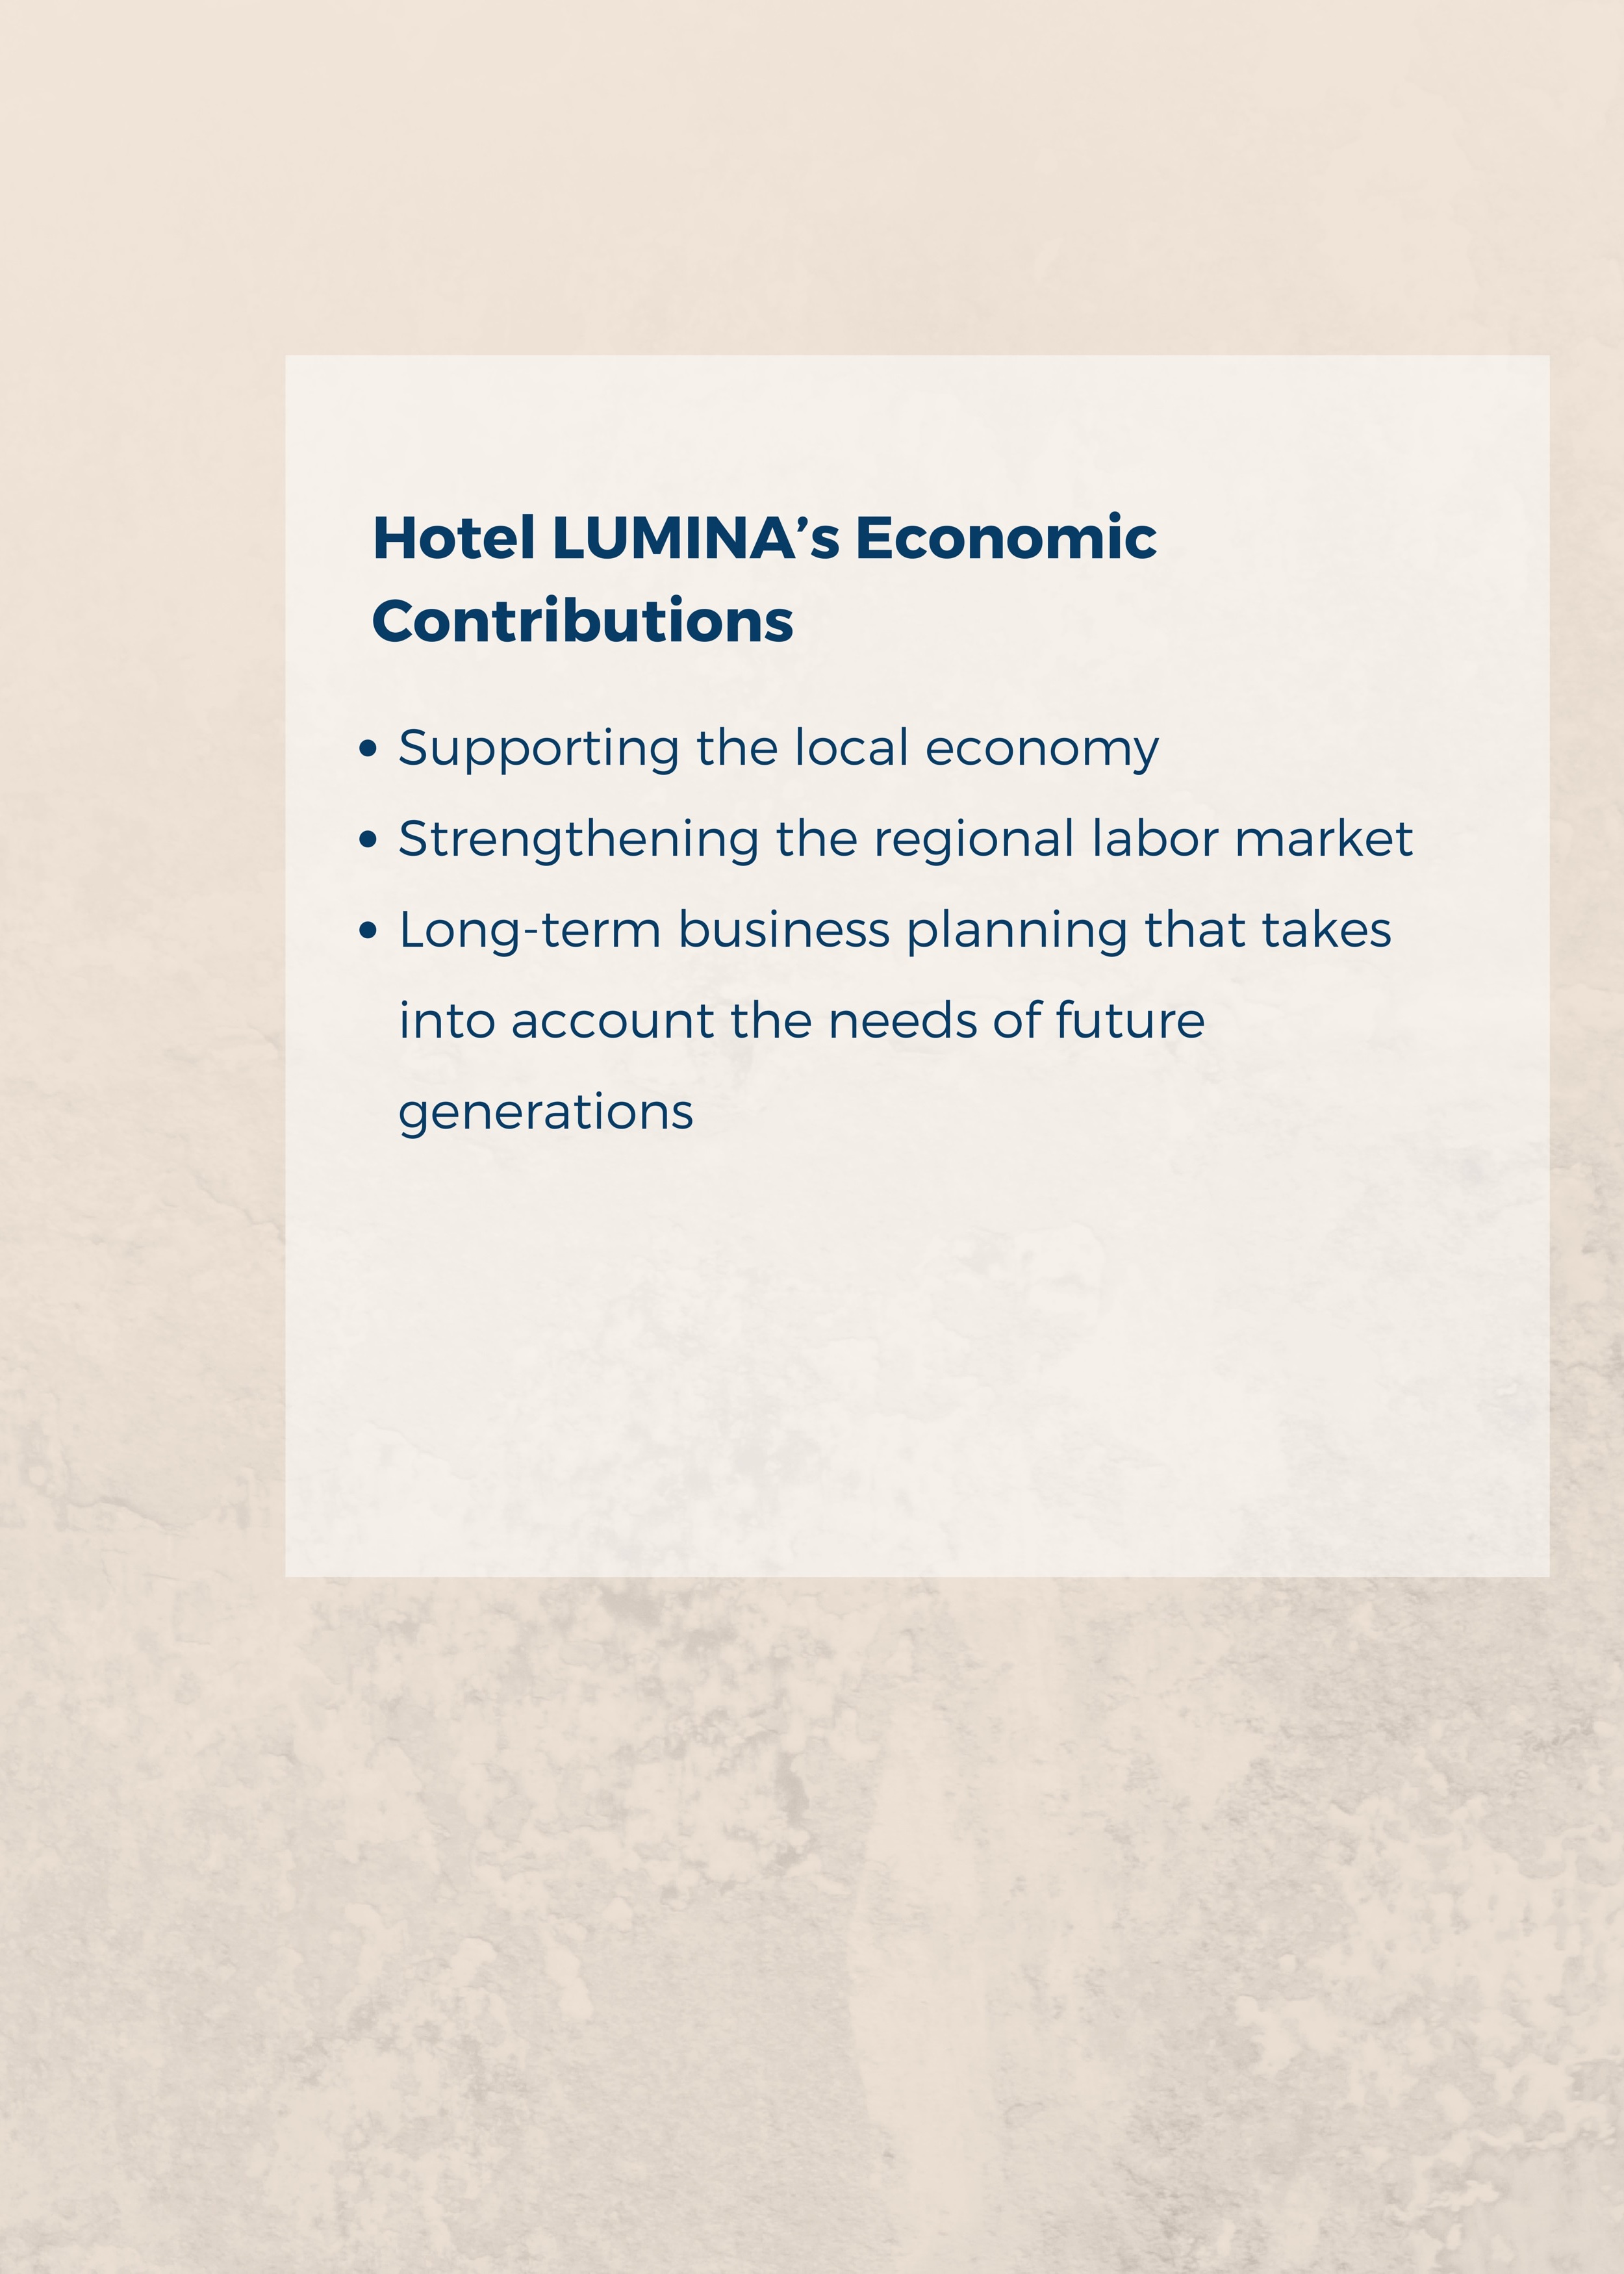 Hotel LUMINA’s Economic
Contributions
• Supporting the local economy
• Strengthening the regional labor market
• Long-term business planning that takes
into account the needs of future
generations